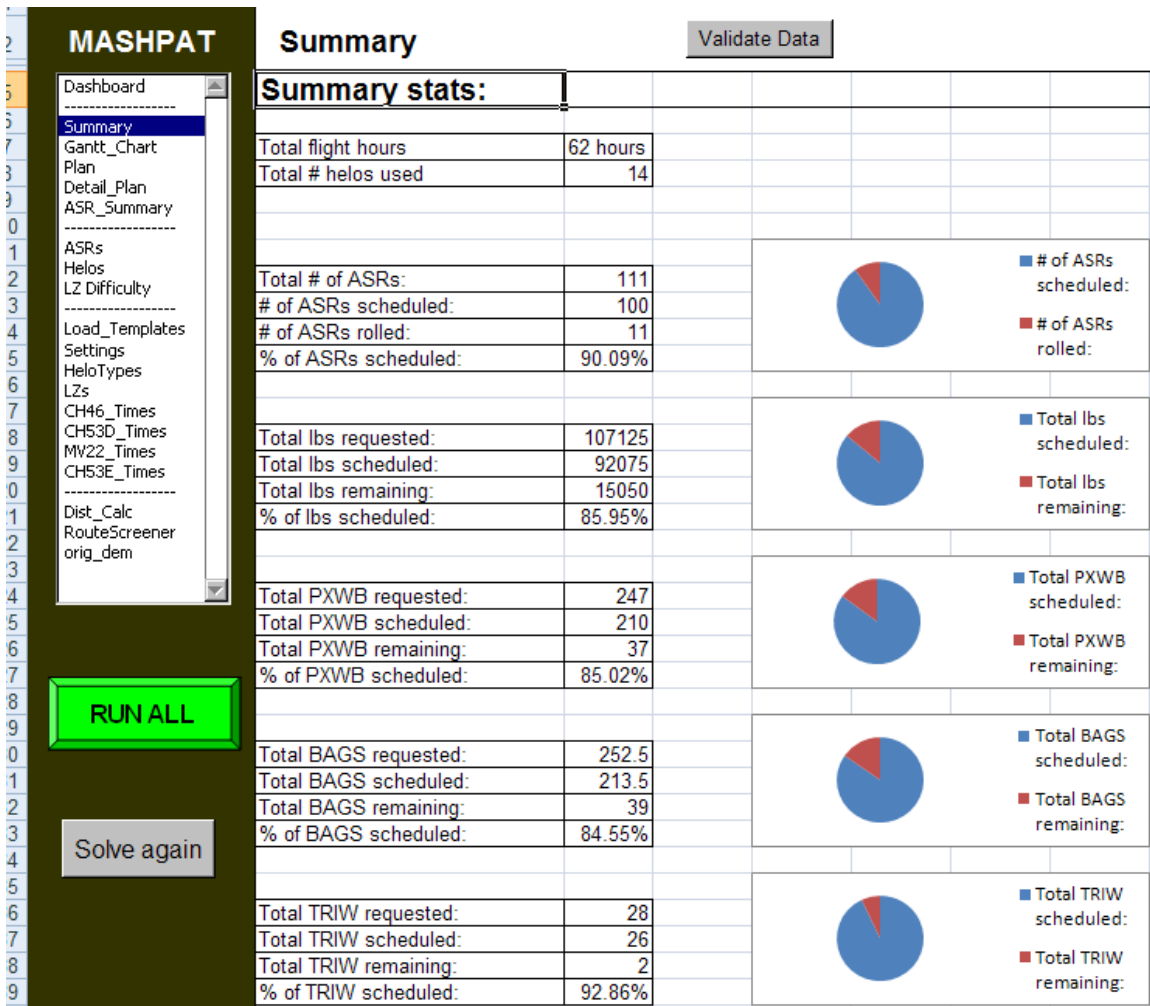 MASHPAT
Summary
Validate Data
Dashboard
------------------
Summary
Gantt_Chart
Plan
Detail_Plan
ASR_Summary
------------------
ASRs
Helos
LZ Difficulty
------------------
Load_Templates
Settings
HeloTypes
LZs
CH46_Times
CH53D_Times
MV22_Times
CH53E_Times
------------------
Dist_Calc
RouteScreener
orig_dem
RUN ALL
Solve again
Summary stats:
Total flight hours 62 hours
Total # helos used 14
Total # of ASRs: 111
# of ASRs scheduled: 100
# of ASRs rolled: 11
% of ASRs scheduled: 90.09%
# of ASRs
scheduled:
# of ASRs
rolled:
Total lbs requested: 107125
Total lbs scheduled: 92075
Total lbs remaining: 15050
% of lbs scheduled: 85.95%
Total lbs
scheduled:
Total lbs
remaining:
Total PXWB requested: 247
Total PXWB scheduled: 210
Total PXWB remaining: 37
% of PXWB scheduled: 85.02%
Total PXWB
scheduled:
Total PXWB
remaining:
Total BAGS requested: 252.5
Total BAGS scheduled: 213.5
Total BAGS remaining: 39
% of BAGS scheduled: 84.55%
Total BAGS
scheduled:
Total BAGS
remaining:
Total TRIW requested: 28
Total TRIW scheduled: 26
Total TRIW remaining: 2
% of TRIW scheduled: 92.86%
Total TRIW
scheduled:
Total TRIW
remaining: